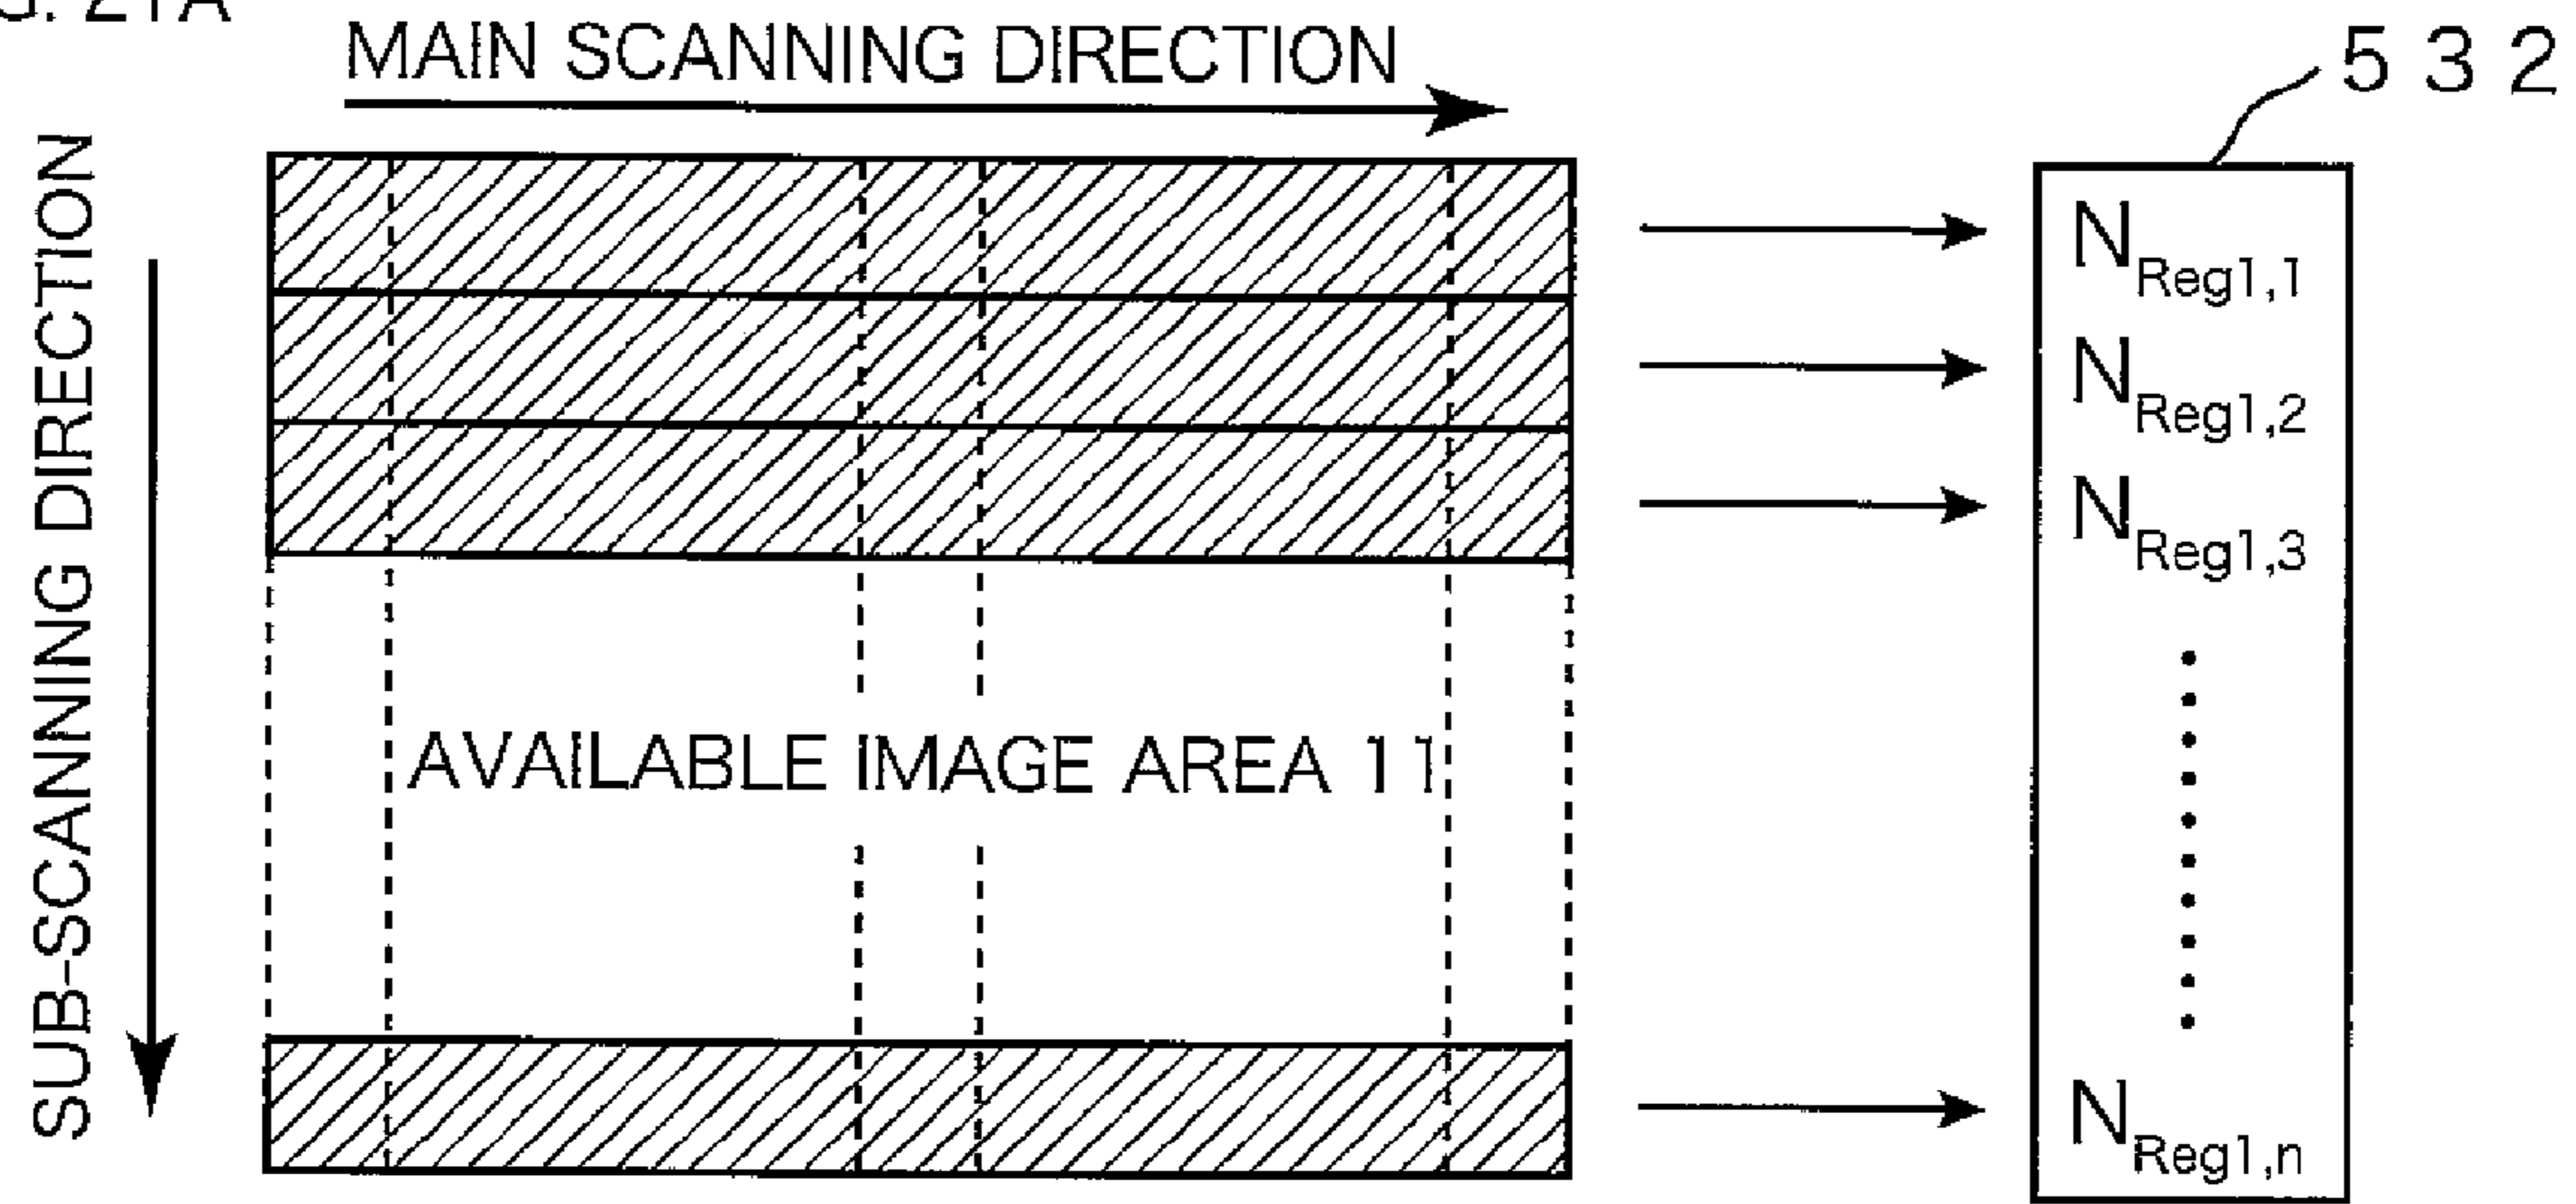 MAIN SCANNING DIRECTION
532
SUB-SCANNING DIRECTION
N Reg1,1
N Reg1,2
N Reg1,3
AVAILABLE IMAGE AREA 11
N Reg1,n